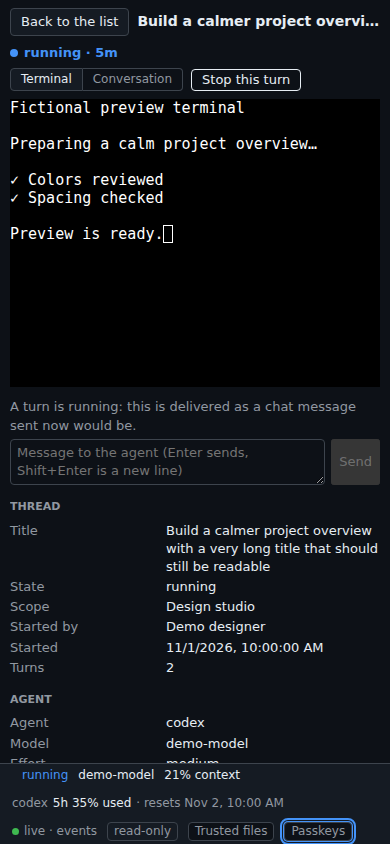 Back to the list Build a calmer project overvi...
running · 5m
Terminal Conversation Stop this turn
Fictional preview terminal
Preparing a calm project overview…
✓ Colors reviewed
✓ Spacing checked
Preview is ready.
A turn is running: this is delivered as a chat message
sent now would be.
Message to the agent (Enter sends,
Shift+Enter is a new line)
Send
THREAD
Title Build a calmer project overview
with a very long title that should
still be readable
State running
Scope Design studio
Started by Demo designer
Started 11/1/2026, 10:00:00 AM
Turns 2
AGENT
Agent codex
Model demo-model
Effort medium
running demo-model 21% context
codex 5h 35% used · resets Nov 2, 10:00 AM
live · events read-only Trusted files Passkeys